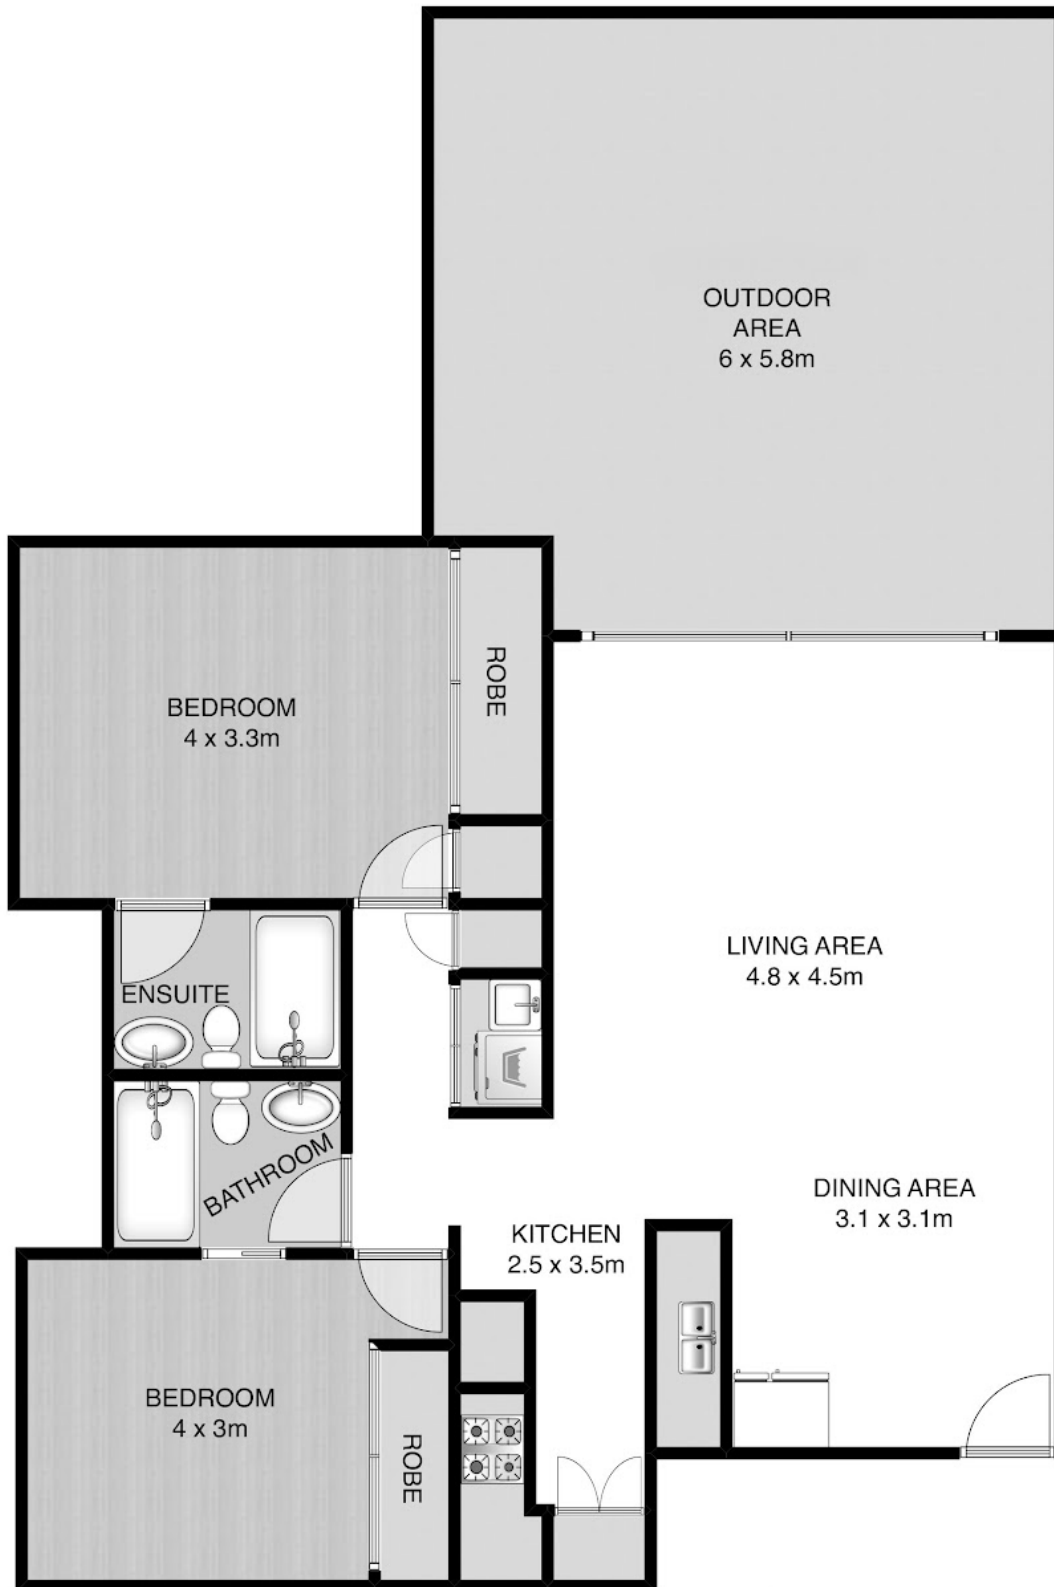 OUTDOOR
AREA
6 x 5.8m
BEDROOM
4 x 3.3m
ROBE
LIVING AREA
4.8 x 4.5m
ENSUITE
BATHROOM
DINING AREA
3.1 x 3.1m
KITCHEN
2.5 x 3.5m
BEDROOM
4 x 3m
ROBE